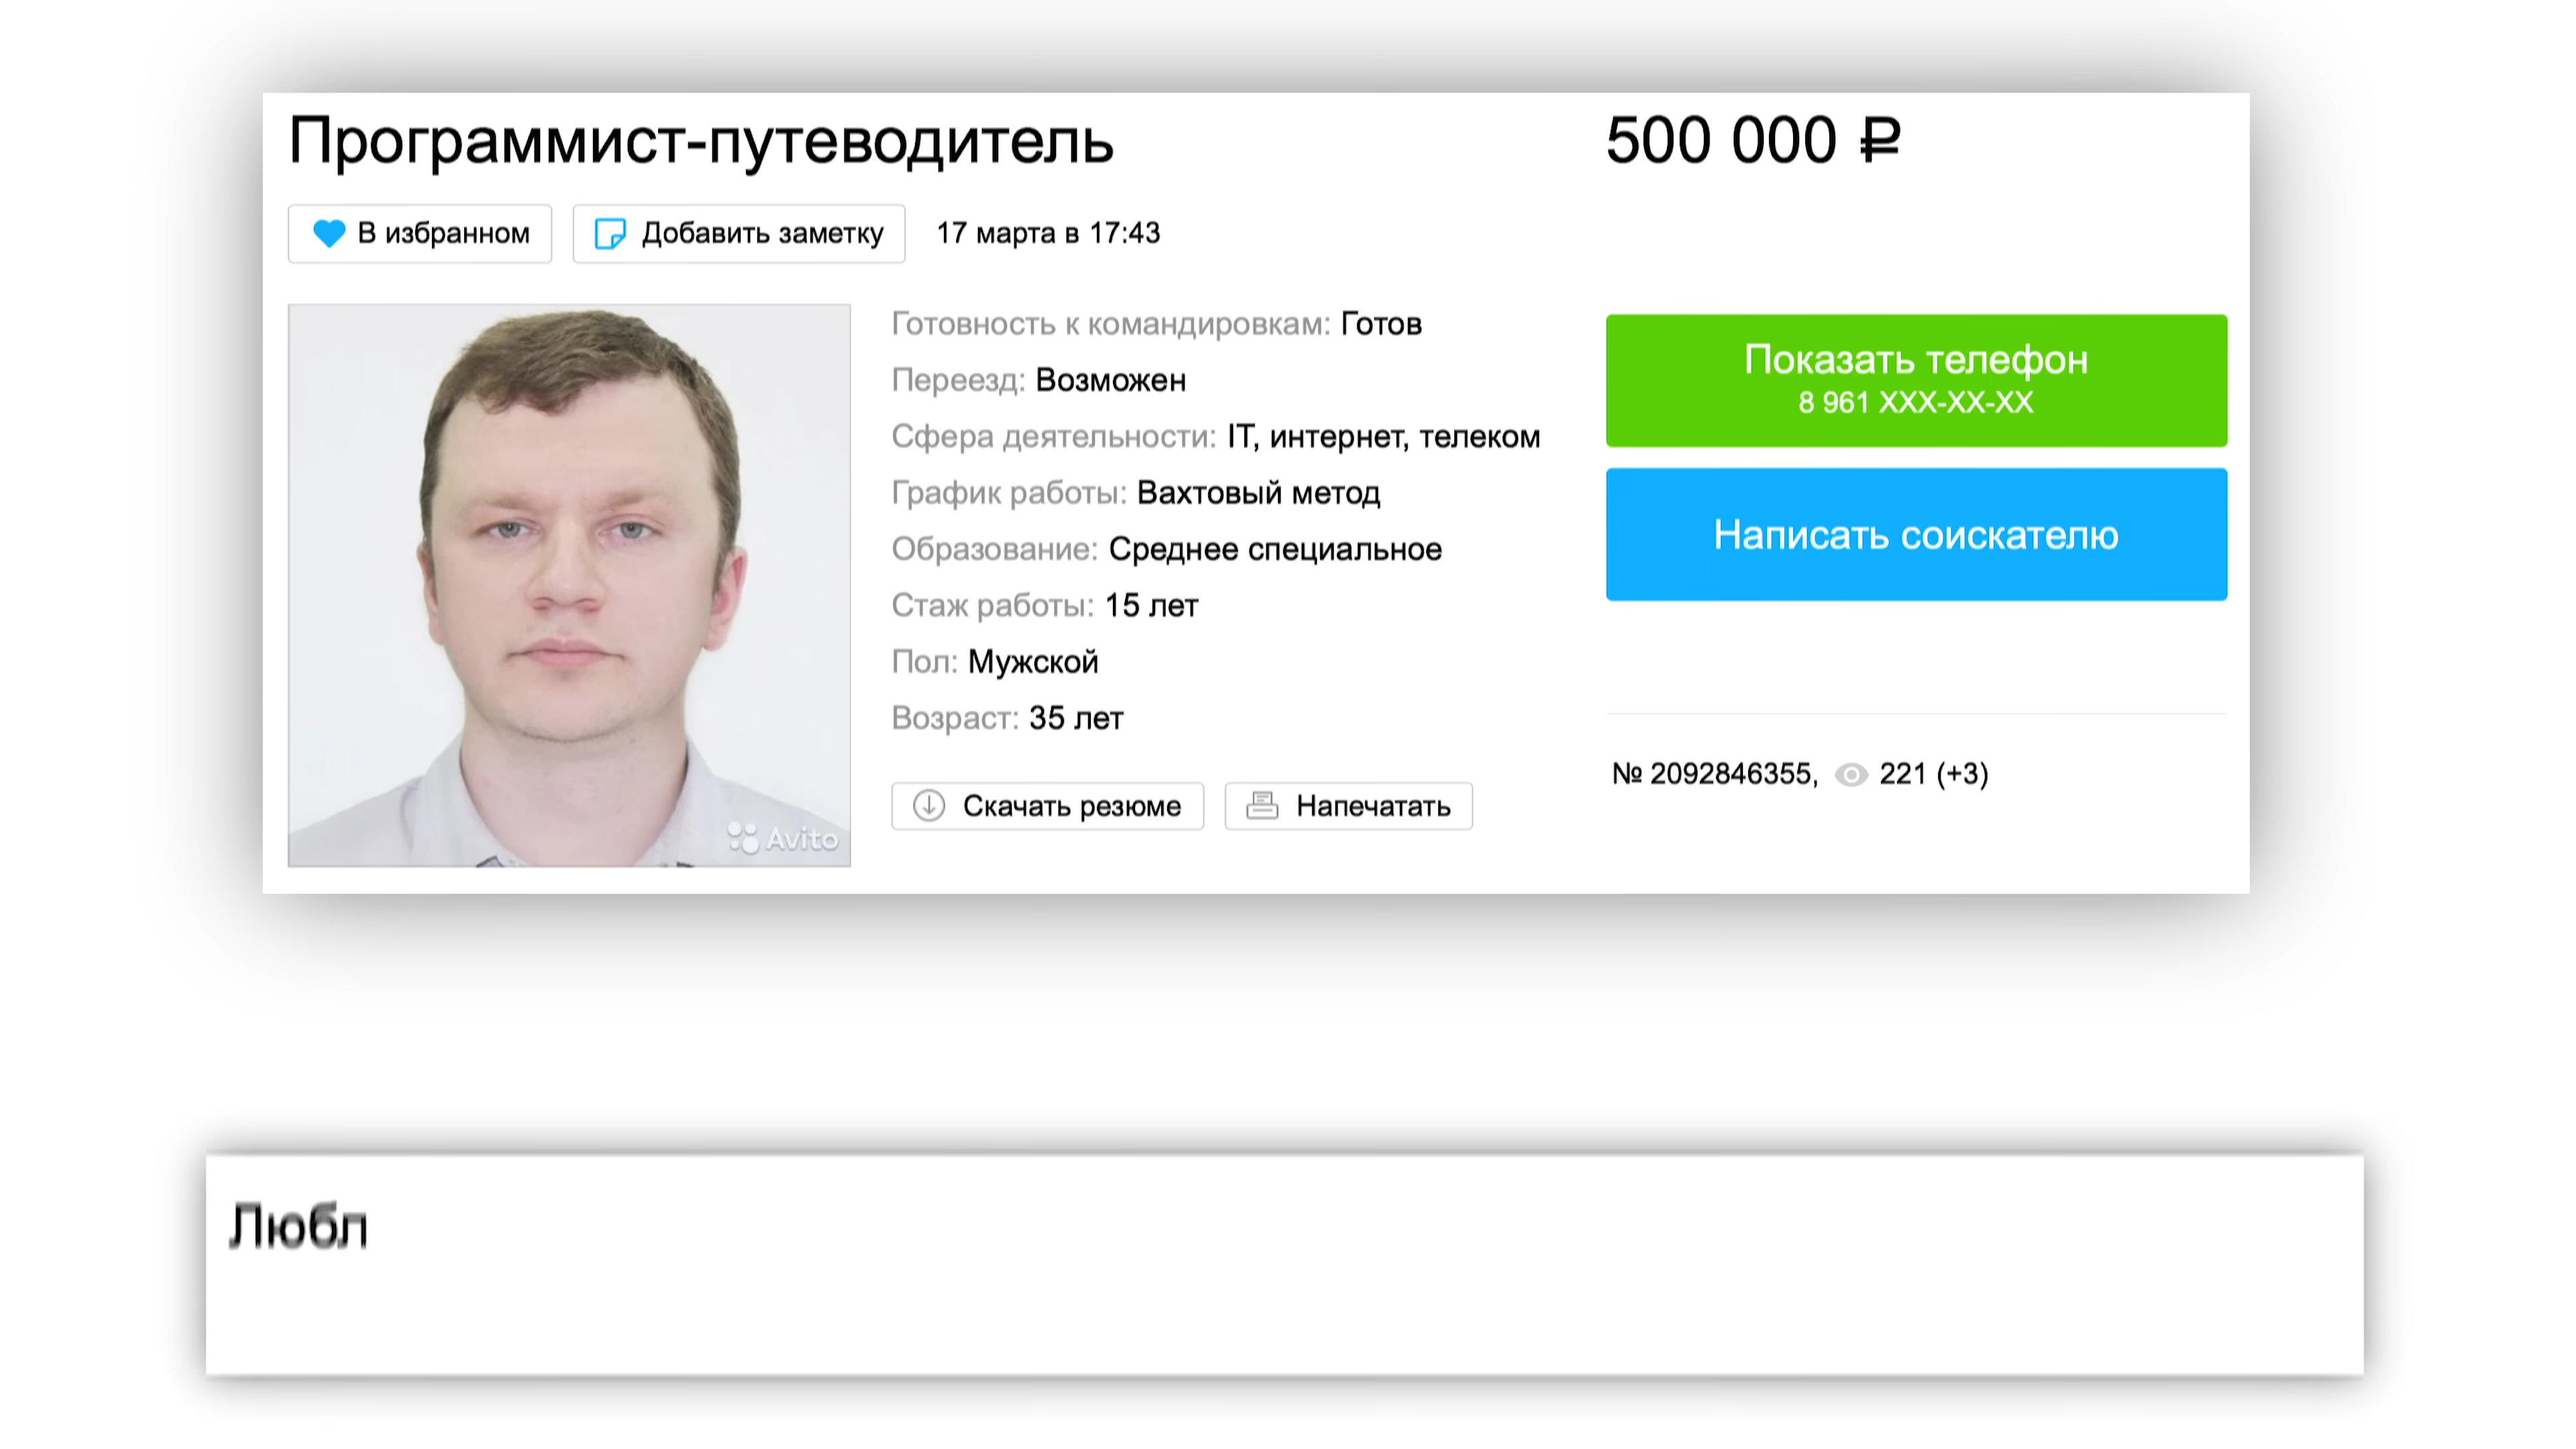 Программист-путеводитель
500 000 ₽
В избранном
Добавить заметку
17 марта в 17:43
Готовность к командировкам: Готов
Переезд: Возможен
Сфера деятельности: IT, интернет, телеком
График работы: Вахтовый метод
Образование: Среднее специальное
Стаж работы: 15 лет
Пол: Мужской
Возраст: 35 лет
Скачать резюме
Напечатать
Avito
Показать телефон
8 961 XXX-XX-XX
Написать соискателю
№ 2092846355, 221 (+3)
Любл